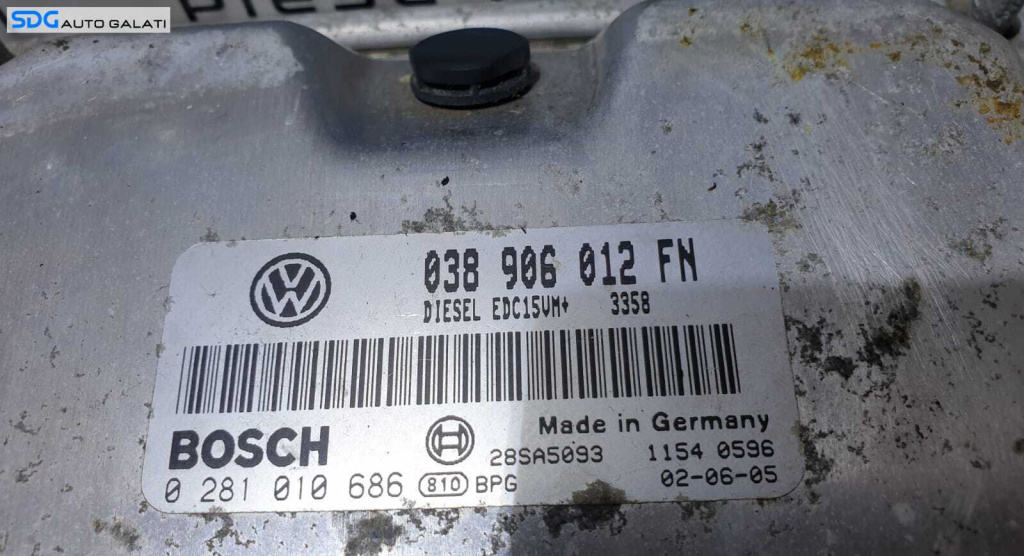 SDG AUTO GALATI
038 906 012 FN
DIESEL EDC15VM+ 3358
BOSCH
Made in Germany
28SA5093 1154 0596
0 281 010 686 810 BPG 02-06-05